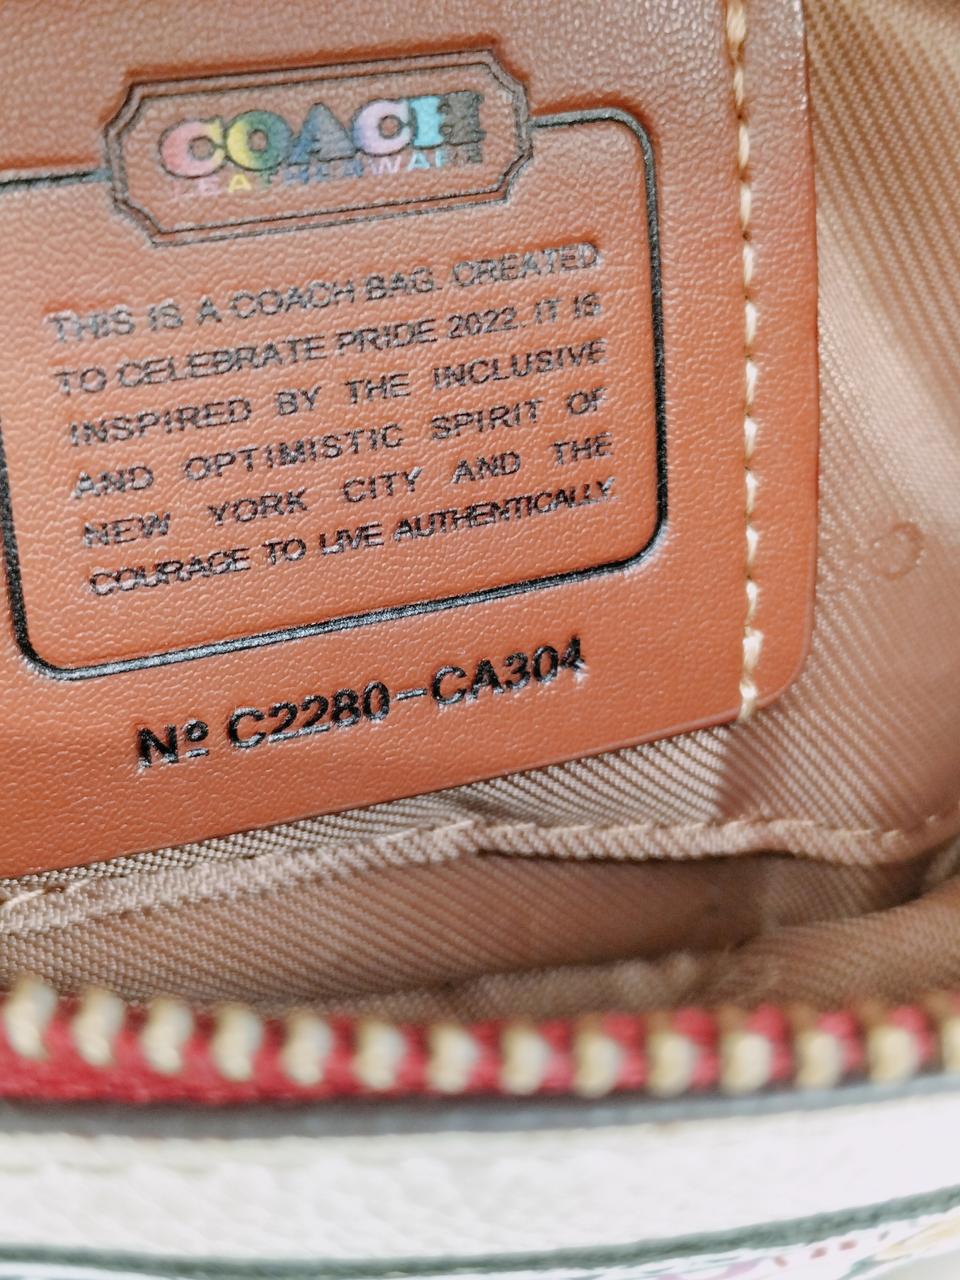 COACH
LEATHERWARE
THIS IS A COACH BAG. CREATED
TO CELEBRATE PRIDE 2022. IT IS
INSPIRED BY THE INCLUSIVE
AND OPTIMISTIC SPIRIT OF
NEW YORK CITY AND THE
COURAGE TO LIVE AUTHENTICALLY.
Nº C2280-CA304